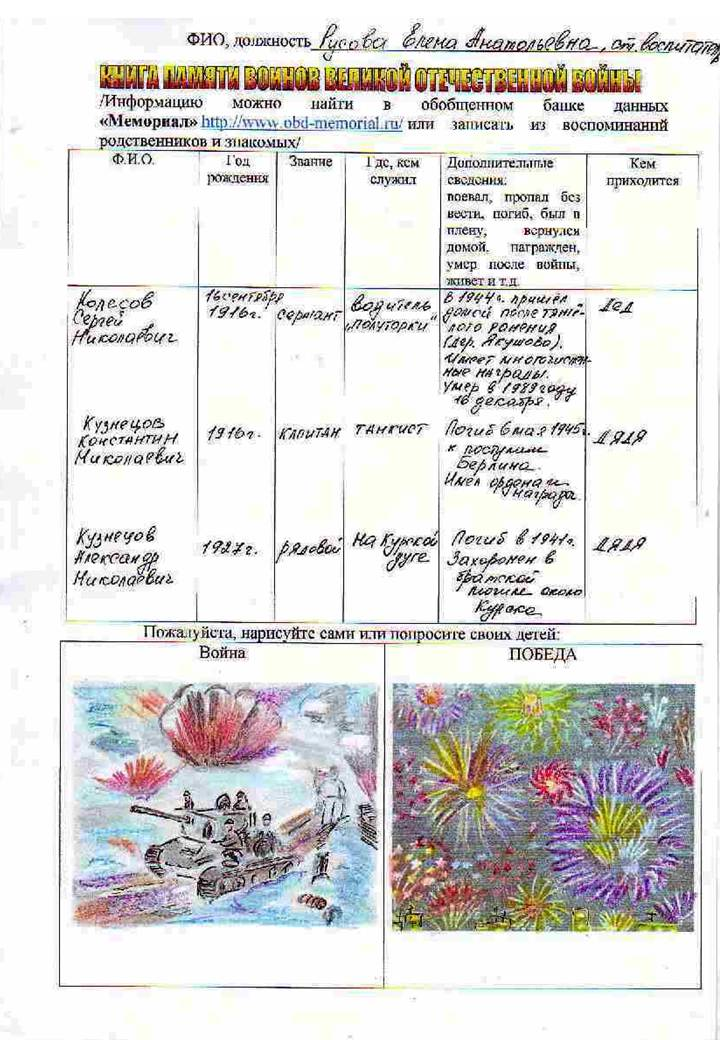 ФИО, должность Русова Елена Анатольевна, ст. воспитатель
КНИГА ПАМЯТИ ВОИНОВ ВЕЛИКОЙ ОТЕЧЕСТВЕННОЙ ВОЙНЫ
/Информацию можно найти в обобщенном банке данных
«Мемориал» http://www.obd-memorial.ru/ или записать из воспоминаний
родственников и знакомых/
Ф.И.О.
Год
рождения
Звание
Где, кем
служил
Дополнительные
сведения:
воевал, пропал без
вести, погиб, был в
плену, вернулся
домой, награжден,
умер после войны,
живет и т.д.
Кем
приходится
Колесов
Сергей
Николаевич
16 сентября
1916г.
сержант
водитель
"полуторки"
В 1944г. пришёл
домой после тяжё-
лого ранения
(дер. Якушово).
Имеет многочислен-
ные награды.
Умер в 1989 году
16 декабря.
Дед
Кузнецов
Константин
Николаевич
1916г.
капитан
танкист
Погиб 6 мая 1945г.
к
Берлина.
Имел ордена и
награды.
дядя
Кузнецов
Александр
Николаевич
1927г.
рядовой
на Курской
дуге
Погиб в 1941г.
Захоронен в
братской
могиле около
Курска
дядя
Пожалуйста, нарисуйте сами или попросите своих детей:
Война
ПОБЕДА